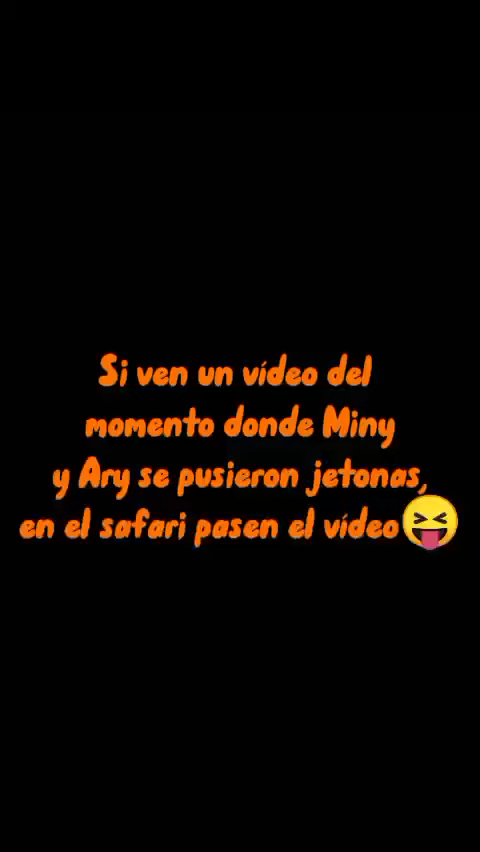 Si ven un vídeo del
momento donde Miny
y Ary se pusieron jetonas,
en el safari pasen el vídeo😝